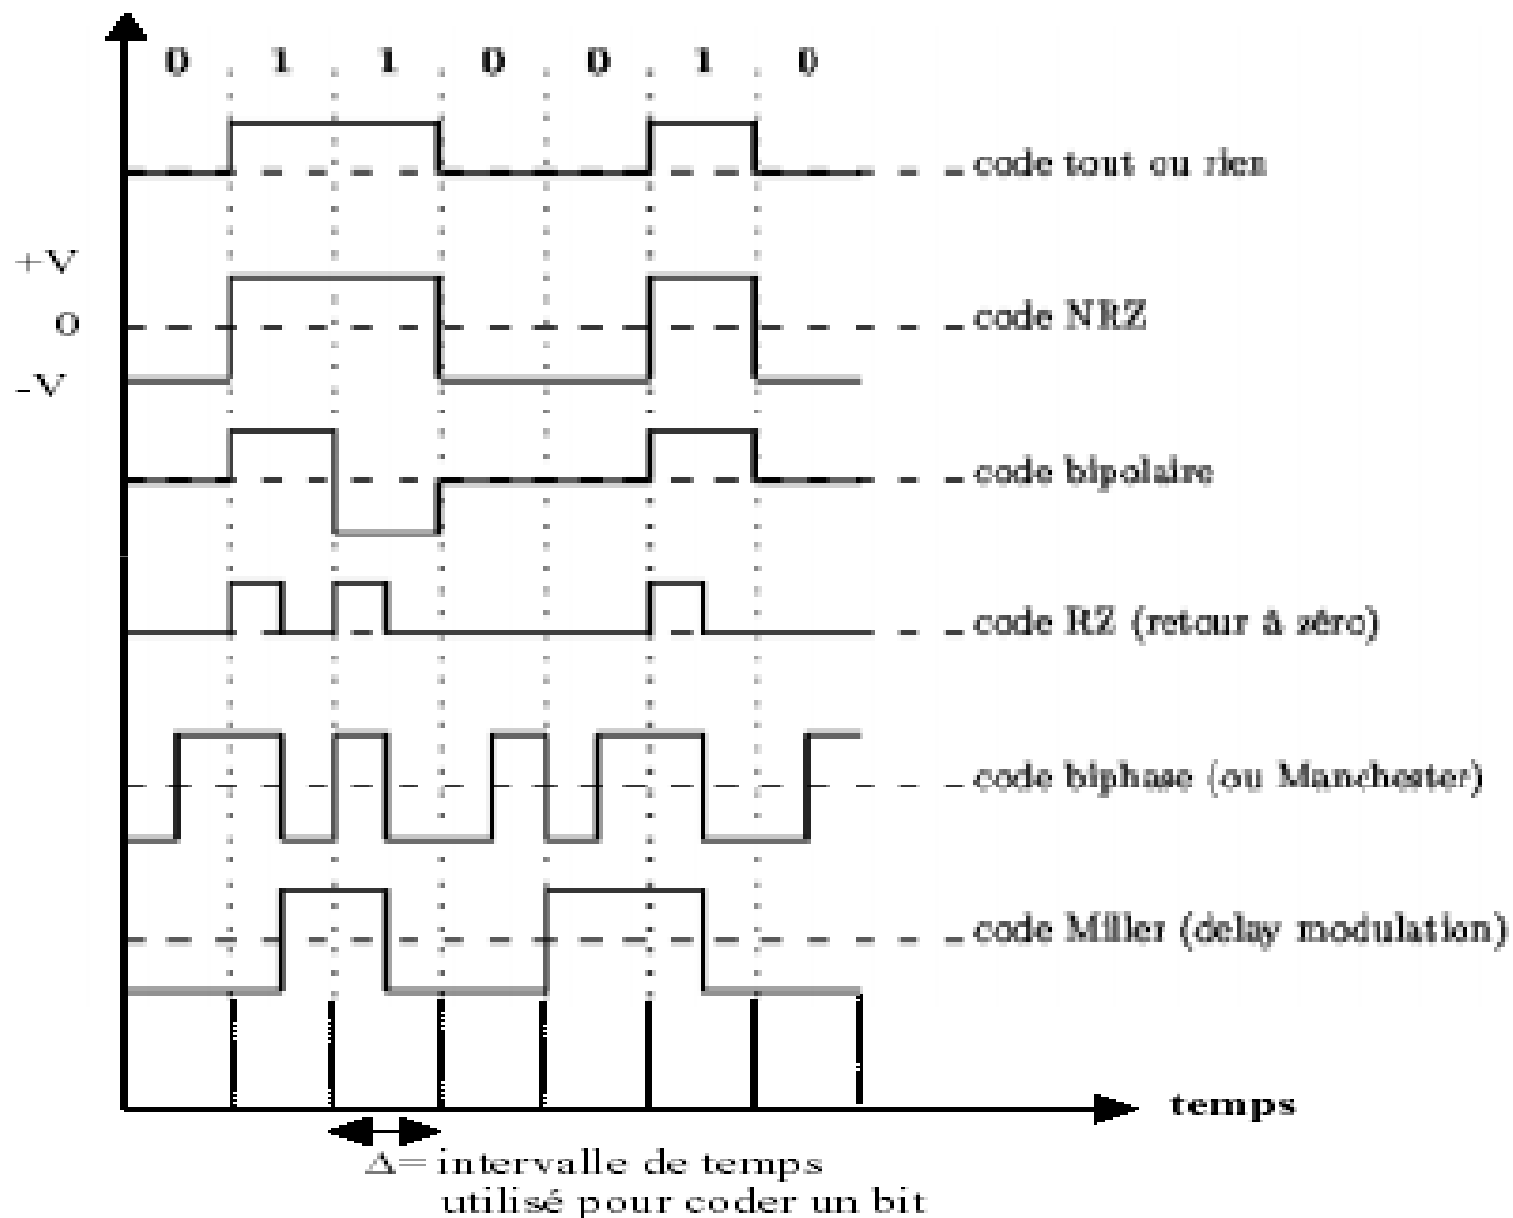 0 1 1 0 0 1 0
code tout ou rien
+V
0
code NRZ
-V
code bipolaire
code RZ (retour à zéro)
code biphase (ou Manchester)
code Miller (delay modulation)
temps
Δ= intervalle de temps
utilisé pour coder un bit